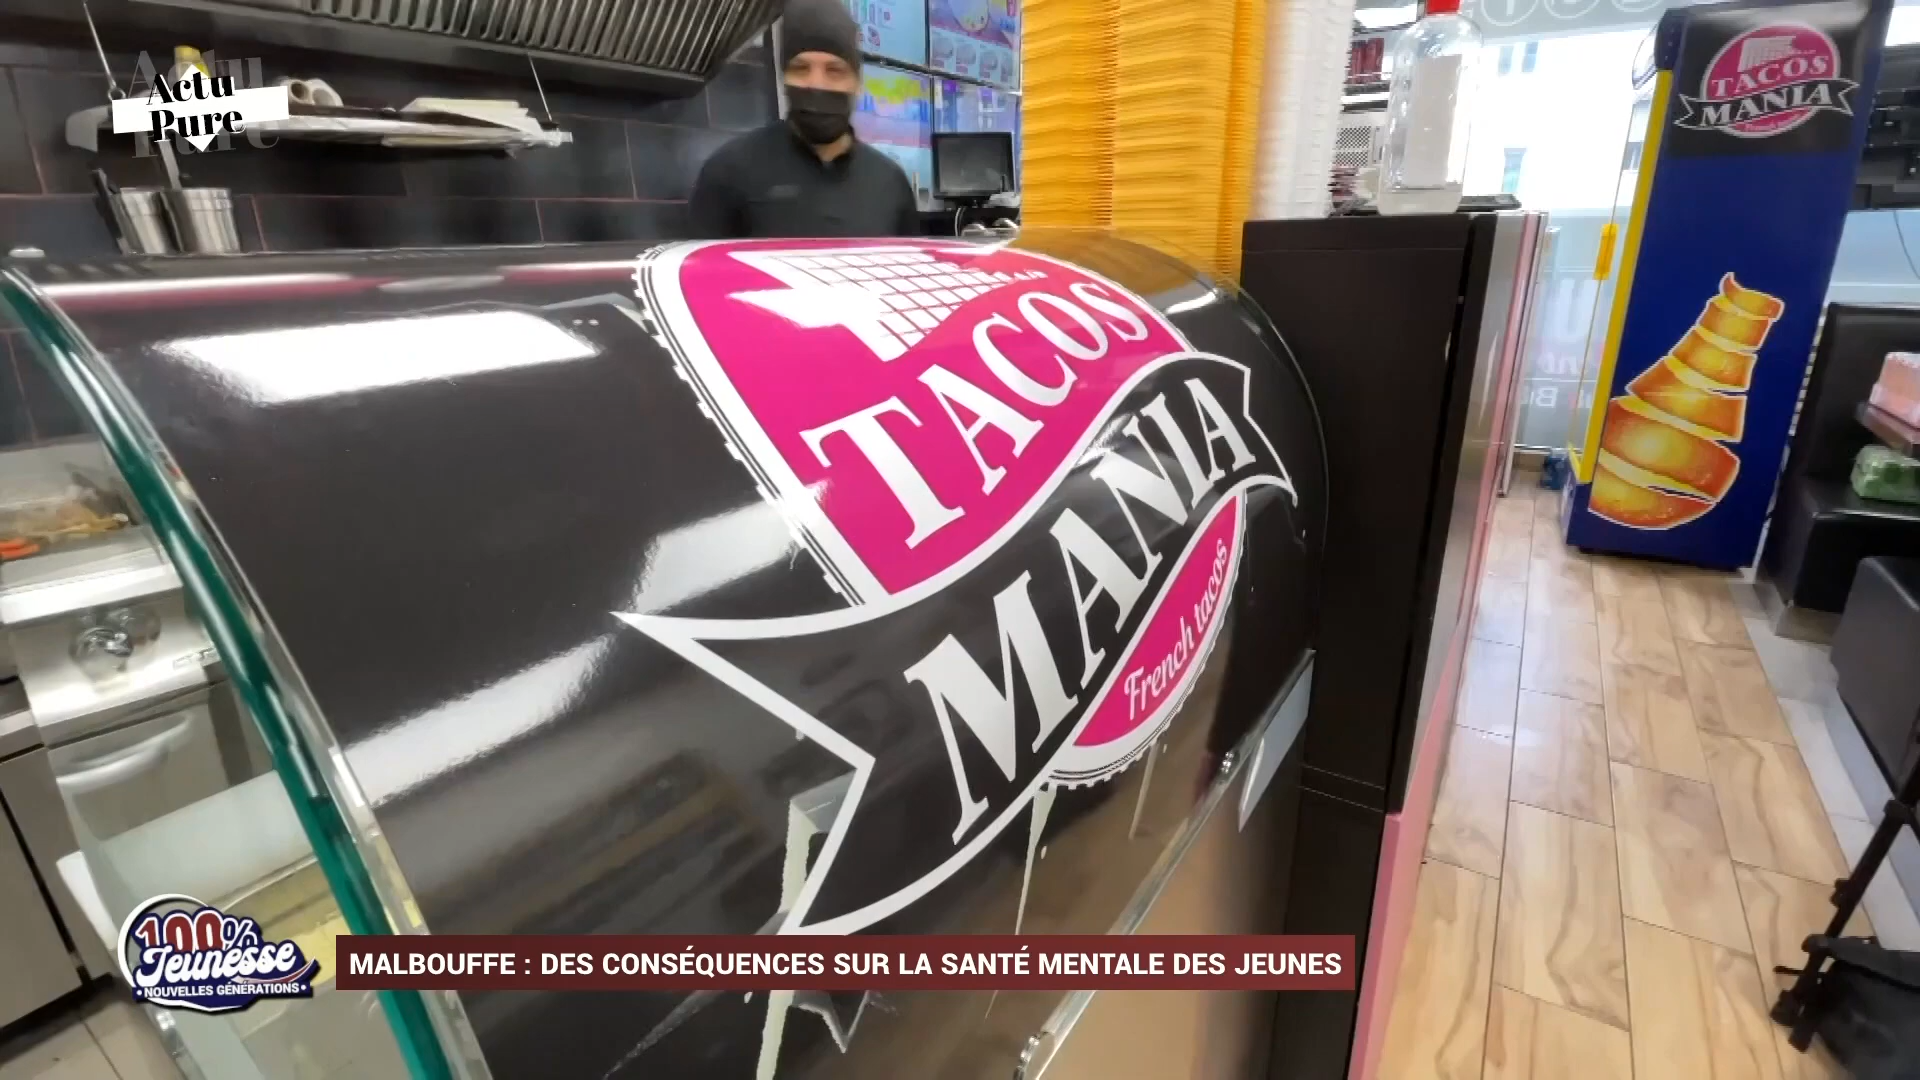 Actu
Pure
TACOS
MANIA
TACOS
MANIA
French tacos
100%
Jeunesse
• NOUVELLES GÉNÉRATIONS •
MALBOUFFE : DES CONSÉQUENCES SUR LA SANTÉ MENTALE DES JEUNES